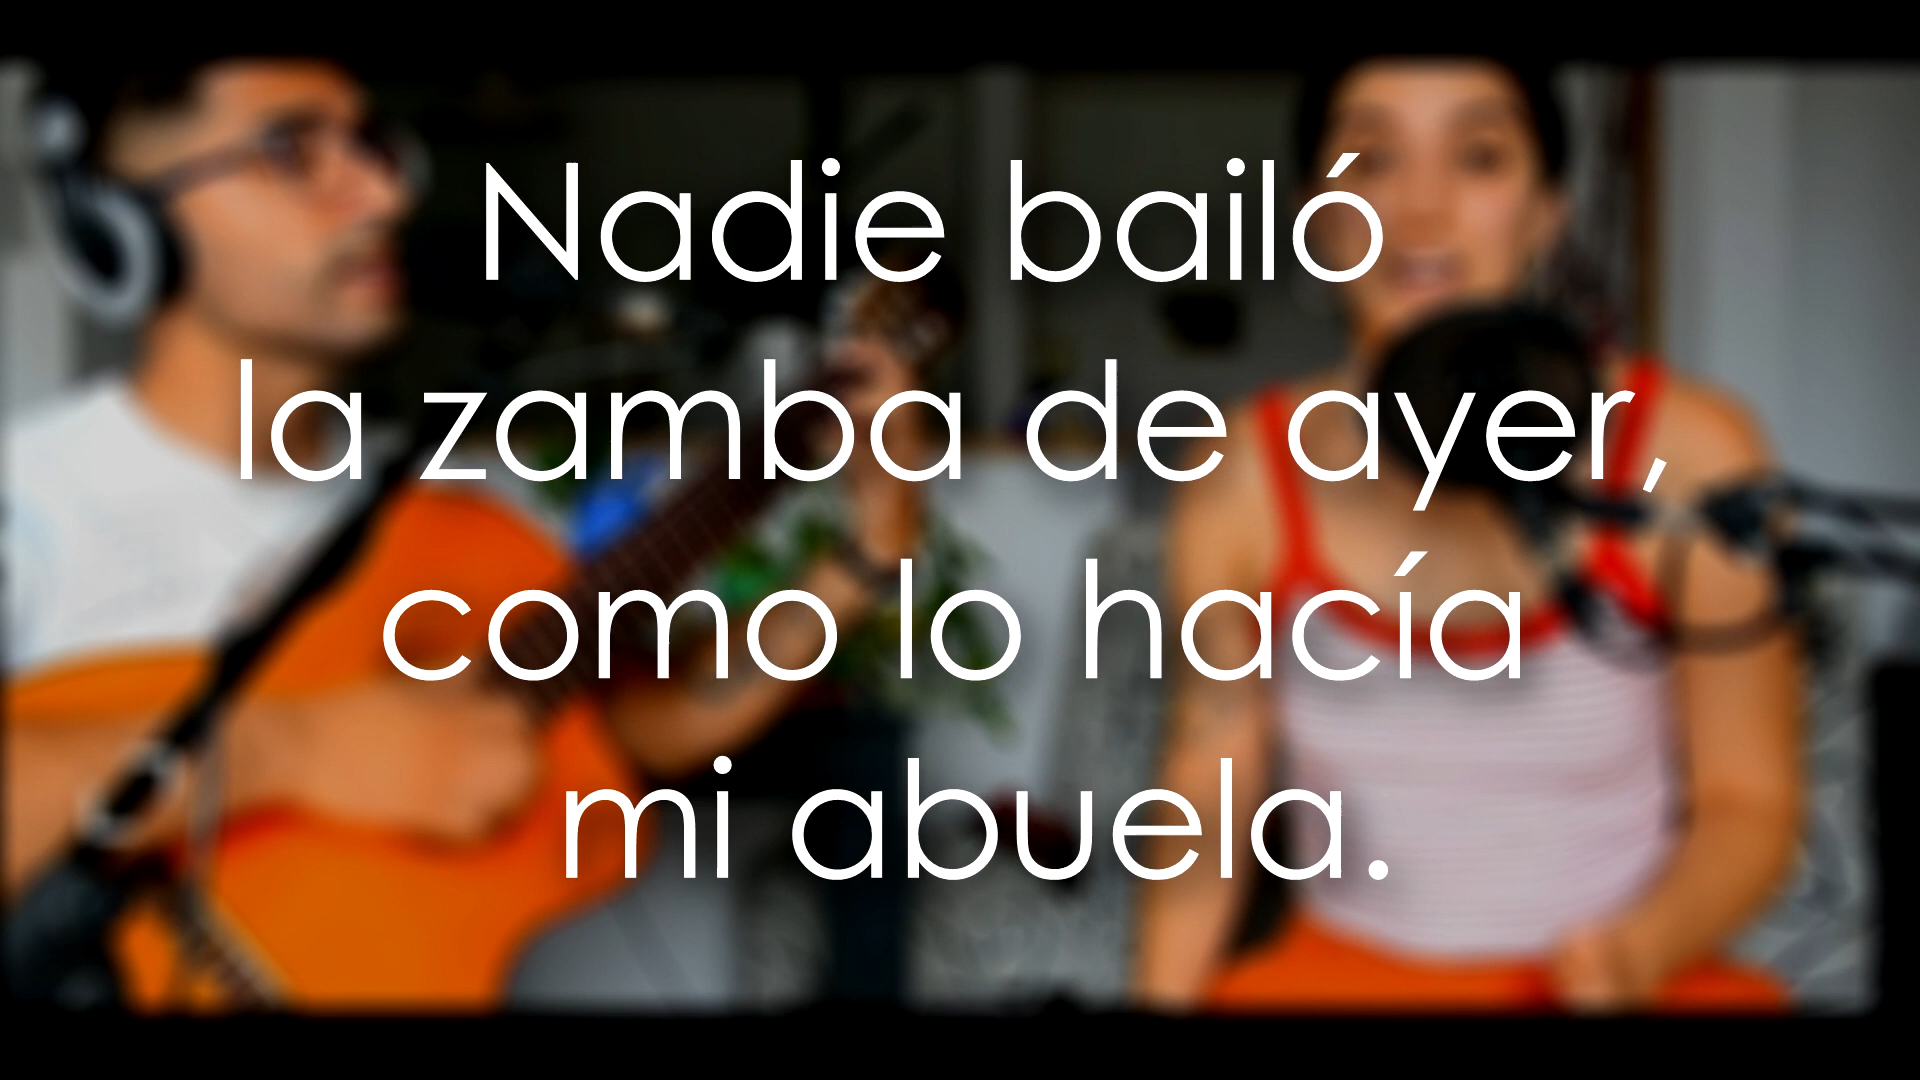 Nadie bailó
la zamba de ayer,
como lo hacía
mi abuela.